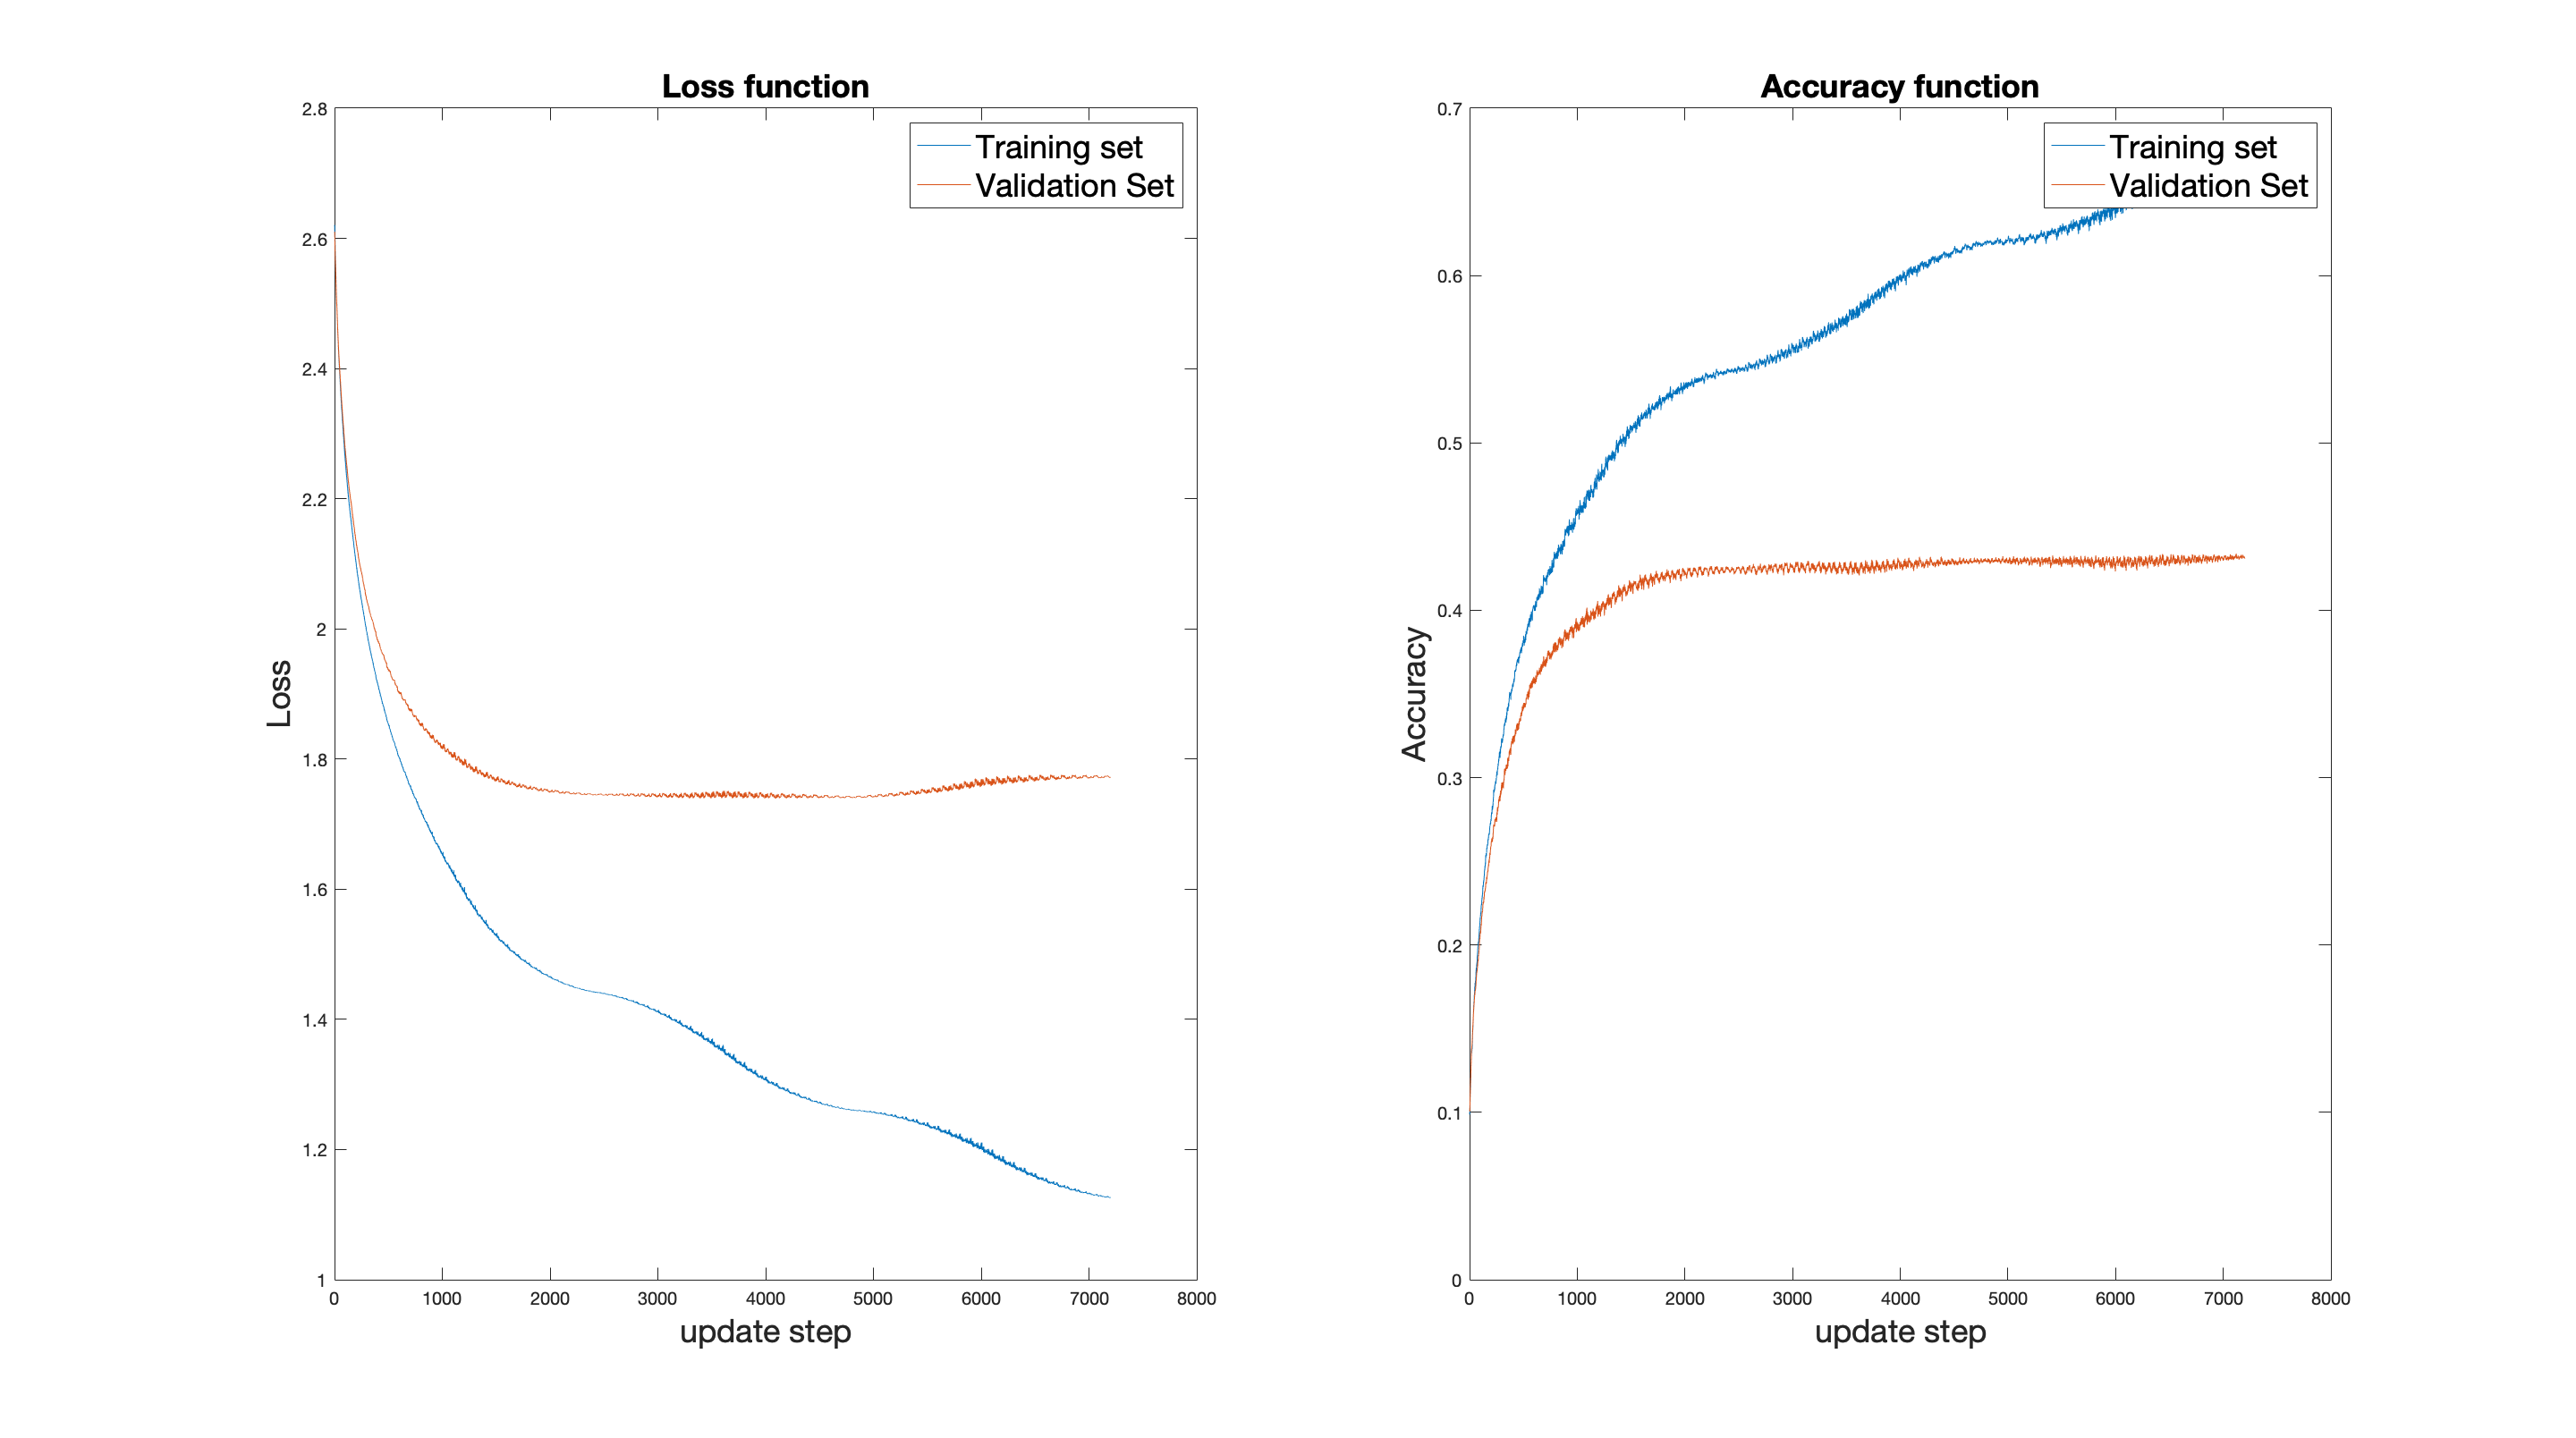 Loss function
2.8
2.6
2.4
2.2
2
1.8
1.6
1.4
1.2
1
Loss
Training set
Validation Set
0 1000 2000 3000 4000 5000 6000 7000 8000
update step
Accuracy function
0.7
0.6
0.5
0.4
0.3
0.2
0.1
0
Accuracy
Training set
Validation Set
0 1000 2000 3000 4000 5000 6000 7000 8000
update step